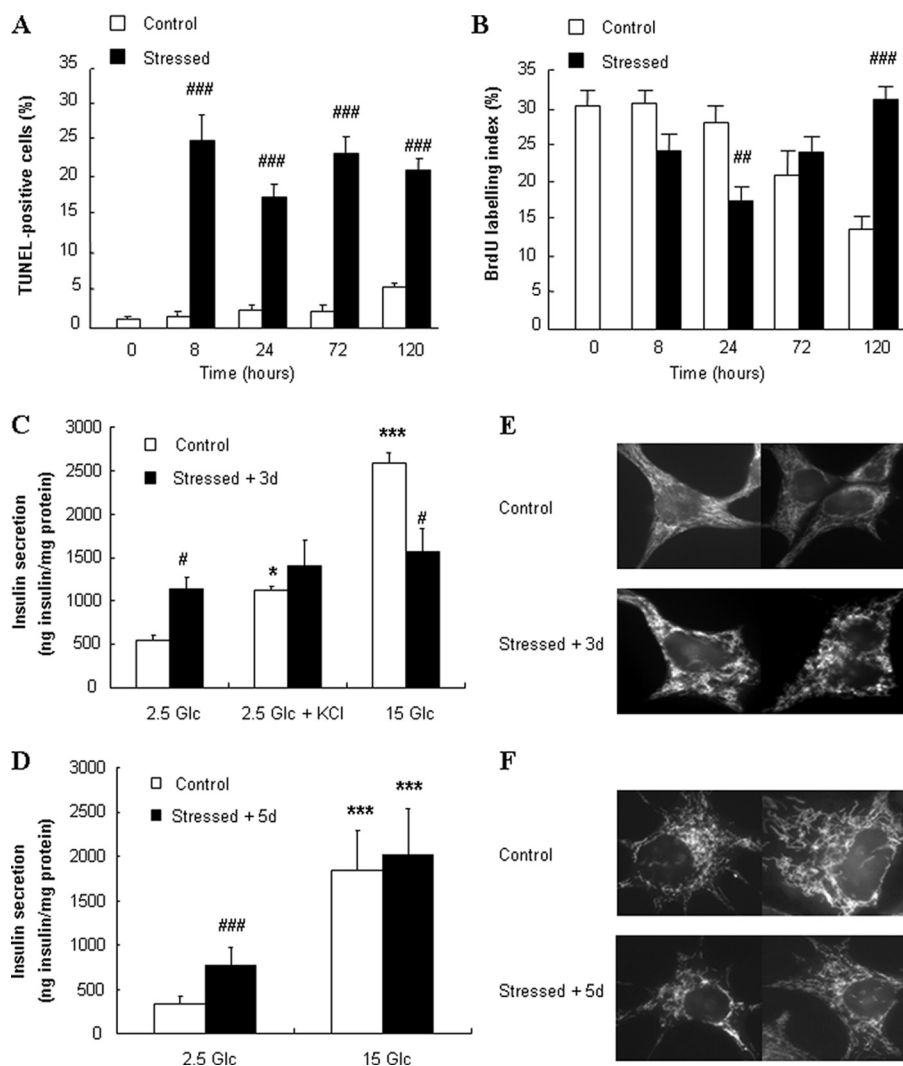 A
Control
Stressed
TUNEL-positive cells (%)
35
30
25
20
15
10
5
0
###
###
###
###
0 8 24 72 120
Time (hours)
B
Control
Stressed
BrdU labelling index (%)
35
30
25
20
15
10
5
0
##
###
0 8 24 72 120
Time (hours)
C
Control
Stressed + 3d
Insulin secretion
(ng insulin/mg protein)
3000
2500
2000
1500
1000
500
0
#
*
***
#
2.5 Glc 2.5 Glc + KCl 15 Glc
D
Control
Stressed + 5d
Insulin secretion
(ng insulin/mg protein)
3000
2500
2000
1500
1000
500
0
###
***
***
2.5 Glc 15 Glc
E
Control
Stressed + 3d
F
Control
Stressed + 5d